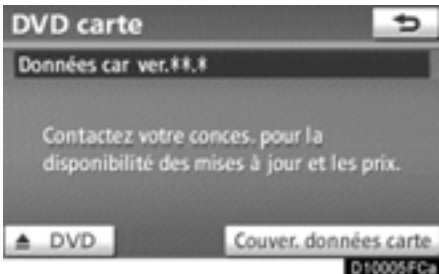 DVD carte
Données car ver.**.*
Contactez votre conces. pour la
disponibilité des mises à jour et les prix.
DVD
Couver. données carte
D10005FCa